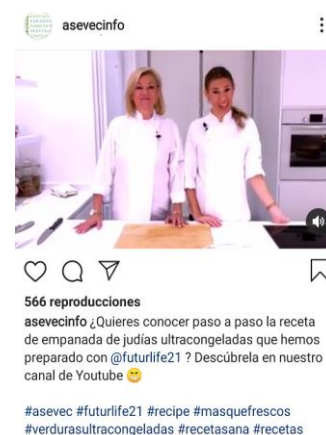 asevecinfo
566 reproducciones
asevecinfo ¿Quieres conocer paso a paso la receta
de empanada de judías ultracongeladas que hemos
preparado con @futurlife21 ? Descúbrela en nuestro
canal de Youtube 😁
#asevec #futurlife21 #recipe #masquefrescos
#verdurasultracongeladas #recetasana #recetas